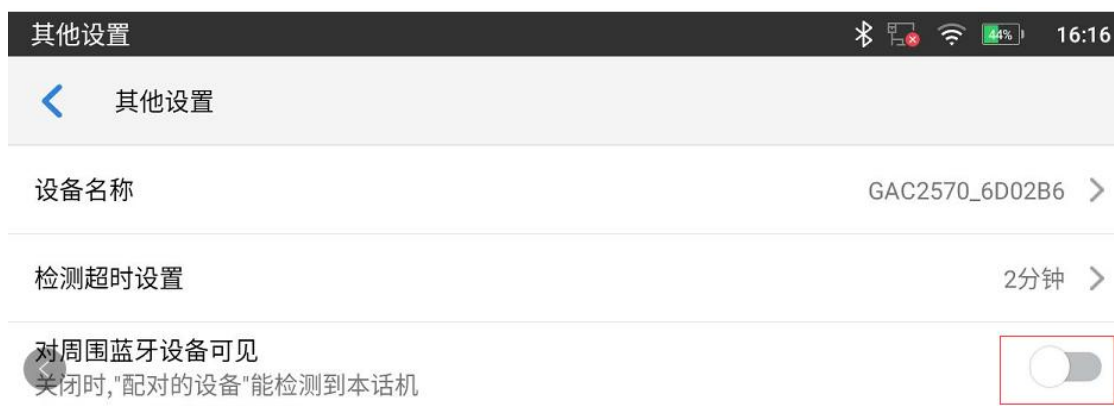 其他设置 44% 16:16
其他设置
设备名称 GAC2570_6D02B6
检测超时设置 2分钟
对周围蓝牙设备可见
关闭时,"配对的设备"能检测到本话机